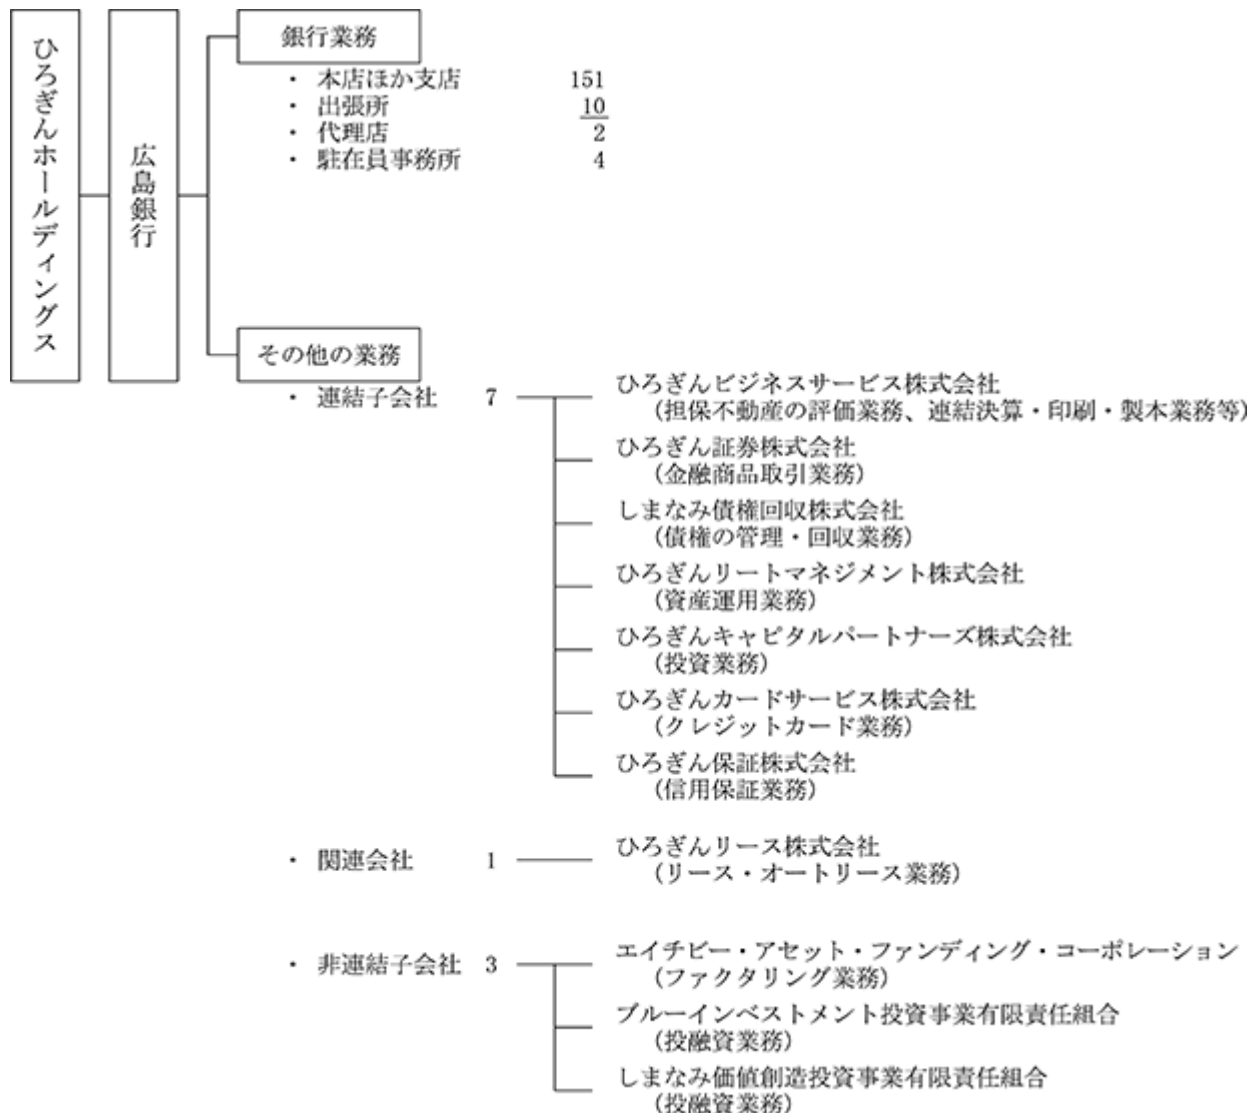 ひろぎんホールディングス
広島銀行
銀行業務
・ 本店ほか支店 151
・ 出張所 10
・ 代理店 2
・ 駐在員事務所 4
その他の業務
・ 連結子会社 7
ひろぎんビジネスサービス株式会社
(担保不動産の評価業務、連結決算・印刷・製本業務等)
ひろぎん証券株式会社
(金融商品取引業務)
しまなみ債権回収株式会社
(債権の管理・回収業務)
ひろぎんリートマネジメント株式会社
(資産運用業務)
ひろぎんキャピタルパートナーズ株式会社
(投資業務)
ひろぎんカードサービス株式会社
(クレジットカード業務)
ひろぎん保証株式会社
(信用保証業務)
・ 関連会社 1
ひろぎんリース株式会社
(リース・オートリース業務)
・ 非連結子会社 3
エイチビー・アセット・ファンディング・コーポレーション
(ファクタリング業務)
ブルーインベストメント投資事業有限責任組合
(投融資業務)
しまなみ価値創造投資事業有限責任組合
(投融資業務)